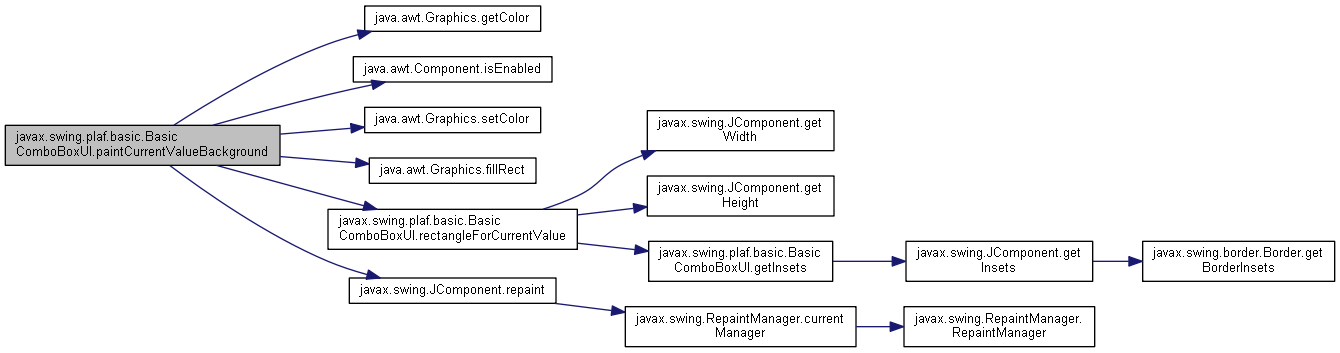 javax.swing.plaf.basic.Basic
ComboBoxUI.paintCurrentValueBackground
java.awt.Graphics.getColor
java.awt.Component.isEnabled
java.awt.Graphics.setColor
java.awt.Graphics.fillRect
javax.swing.plaf.basic.Basic
ComboBoxUI.rectangleForCurrentValue
javax.swing.JComponent.get
Width
javax.swing.JComponent.get
Height
javax.swing.plaf.basic.Basic
ComboBoxUI.getInsets
javax.swing.JComponent.get
Insets
javax.swing.border.Border.get
BorderInsets
javax.swing.JComponent.repaint
javax.swing.RepaintManager.current
Manager
javax.swing.RepaintManager.
RepaintManager